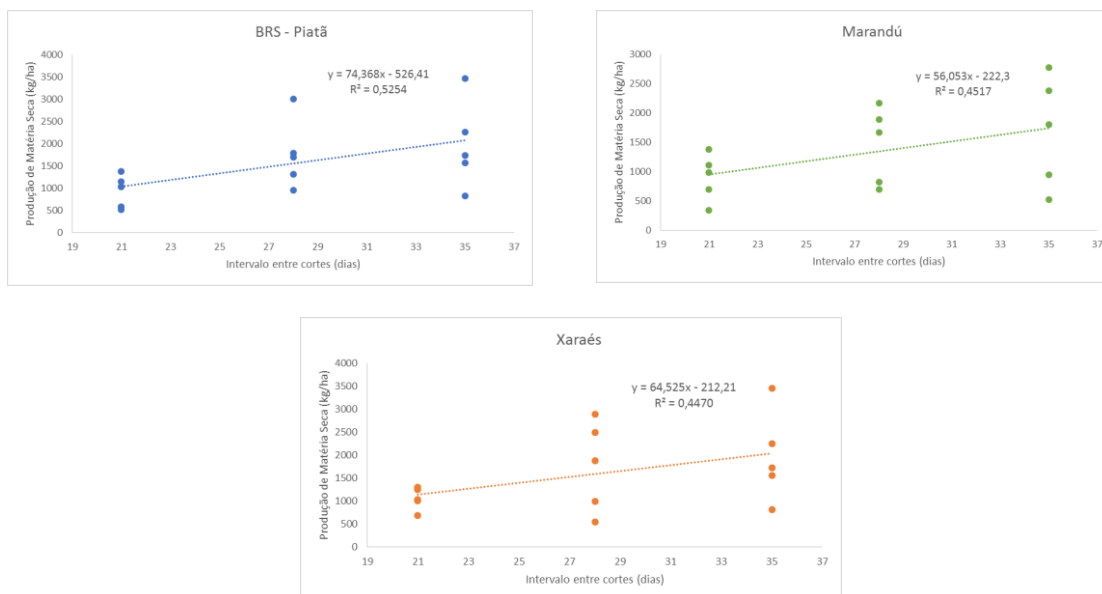 BRS - Piatã
Produção de Matéria Seca (kg/ha)
4000
3500
3000
2500
2000
1500
1000
500
0
y = 74,368x - 526,41
R² = 0,5254
19 21 23 25 27 29 31 33 35 37
Intervalo entre cortes (dias)
Marandú
Produção de Matéria Seca (kg/ha)
3000
2500
2000
1500
1000
500
0
y = 56,053x - 222,3
R² = 0,4517
19 21 23 25 27 29 31 33 35 37
Intervalo entre cortes (dias)
Xaraés
Produção de Matéria Seca (kg/ha)
4000
3500
3000
2500
2000
1500
1000
500
0
y = 64,525x - 212,21
R² = 0,4470
19 21 23 25 27 29 31 33 35 37
Intervalo entre cortes (dias)